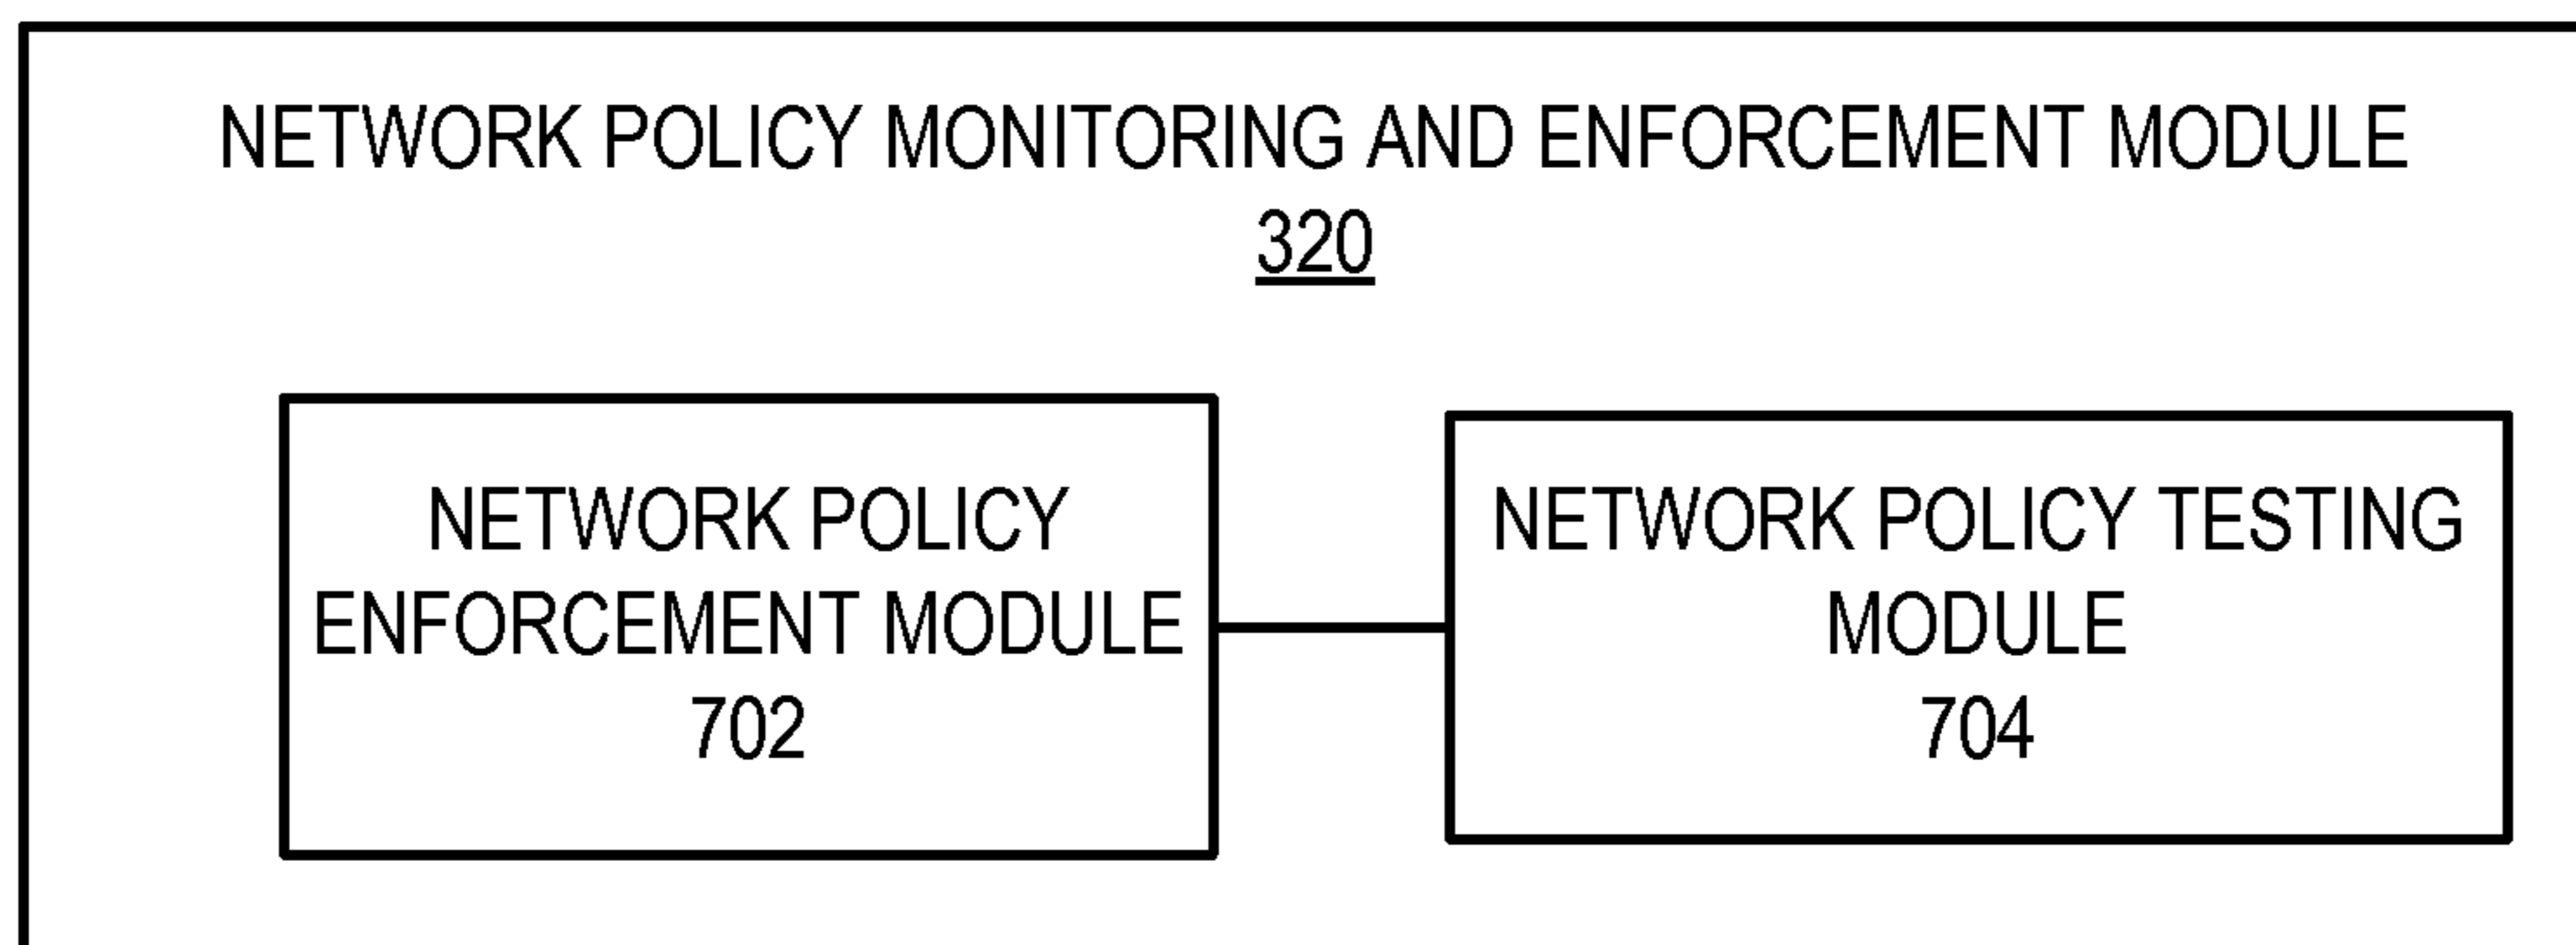 NETWORK POLICY MONITORING AND ENFORCEMENT MODULE
320
NETWORK POLICY
ENFORCEMENT MODULE
702
NETWORK POLICY TESTING
MODULE
704